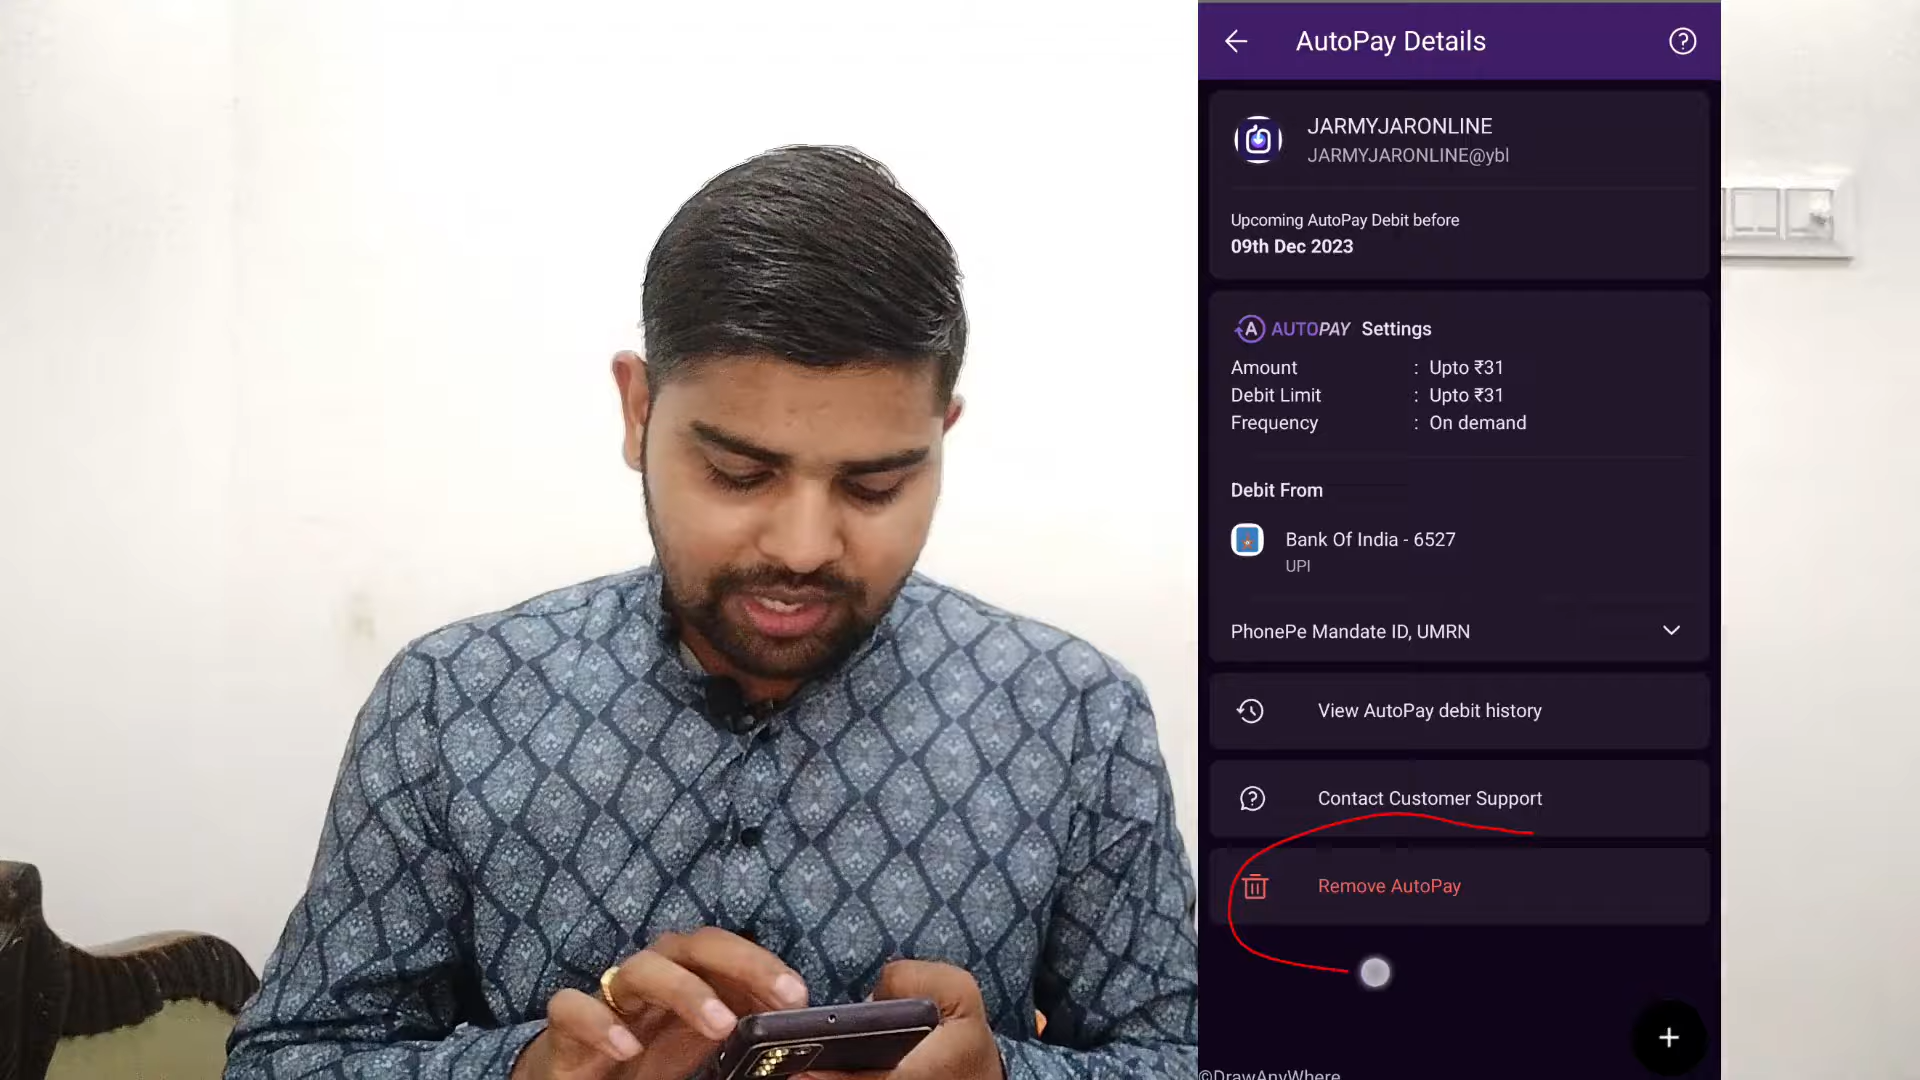 AutoPay Details
JARMYJARONLINE
JARMYJARONLINE@ybl
Upcoming AutoPay Debit before
09th Dec 2023
A AUTOPAY Settings
Amount : Upto ₹31
Debit Limit : Upto ₹31
Frequency : On demand
Debit From
Bank Of India - 6527
UPI
PhonePe Mandate ID, UMRN
View AutoPay debit history
Contact Customer Support
Remove AutoPay
©DrawAnyWhere